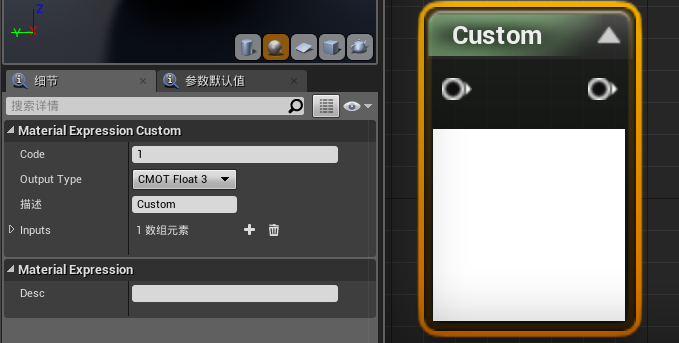 Z
Y
X
细节
参数默认值
搜索详情
Material Expression Custom
Code 1
Output Type CMOT Float 3
描述 Custom
Inputs 1 数组元素
Material Expression
Desc
Custom